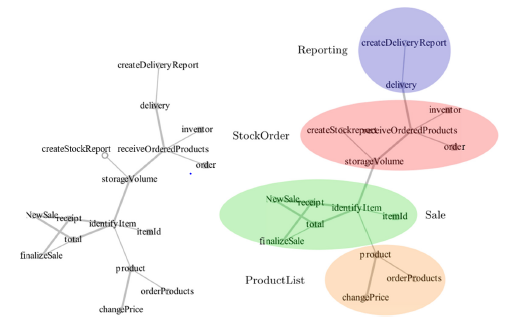 createDeliveryReport
delivery
inventor
createStockReport
receiveOrderedProducts
order
storageVolume
NewSale
receipt
identifyItem
itemId
total
finalizeSale
product
orderProducts
changePrice
Reporting
createDeliveryReport
delivery
inventor
StockOrder
createStockreport
receiveOrderedProducts
order
storageVolume
NewSale
receipt
identifyItem
itemId
Sale
total
finalizeSale
product
ProductList
orderProducts
changePrice